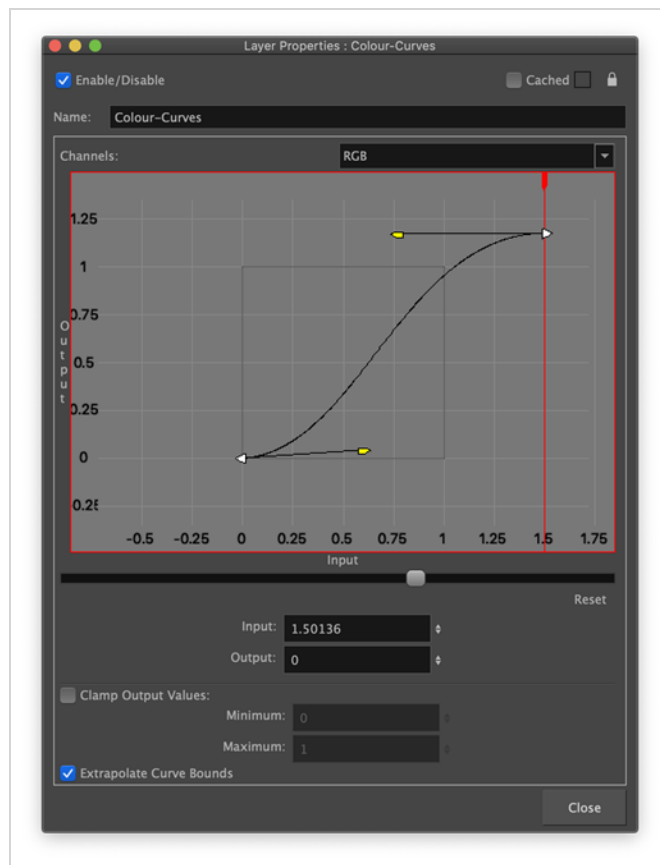 Layer Properties : Colour-Curves
Enable/Disable
Cached
Name: Colour-Curves
Channels: RGB
1.25
1
0.75
0.5
0.25
0
-0.25
Output
-0.5 -0.25 0 0.25 0.5 0.75 1 1.25 1.5 1.75
Input
Reset
Input: 1.50136
Output: 0
Clamp Output Values:
Minimum: 0
Maximum: 1
Extrapolate Curve Bounds
Close